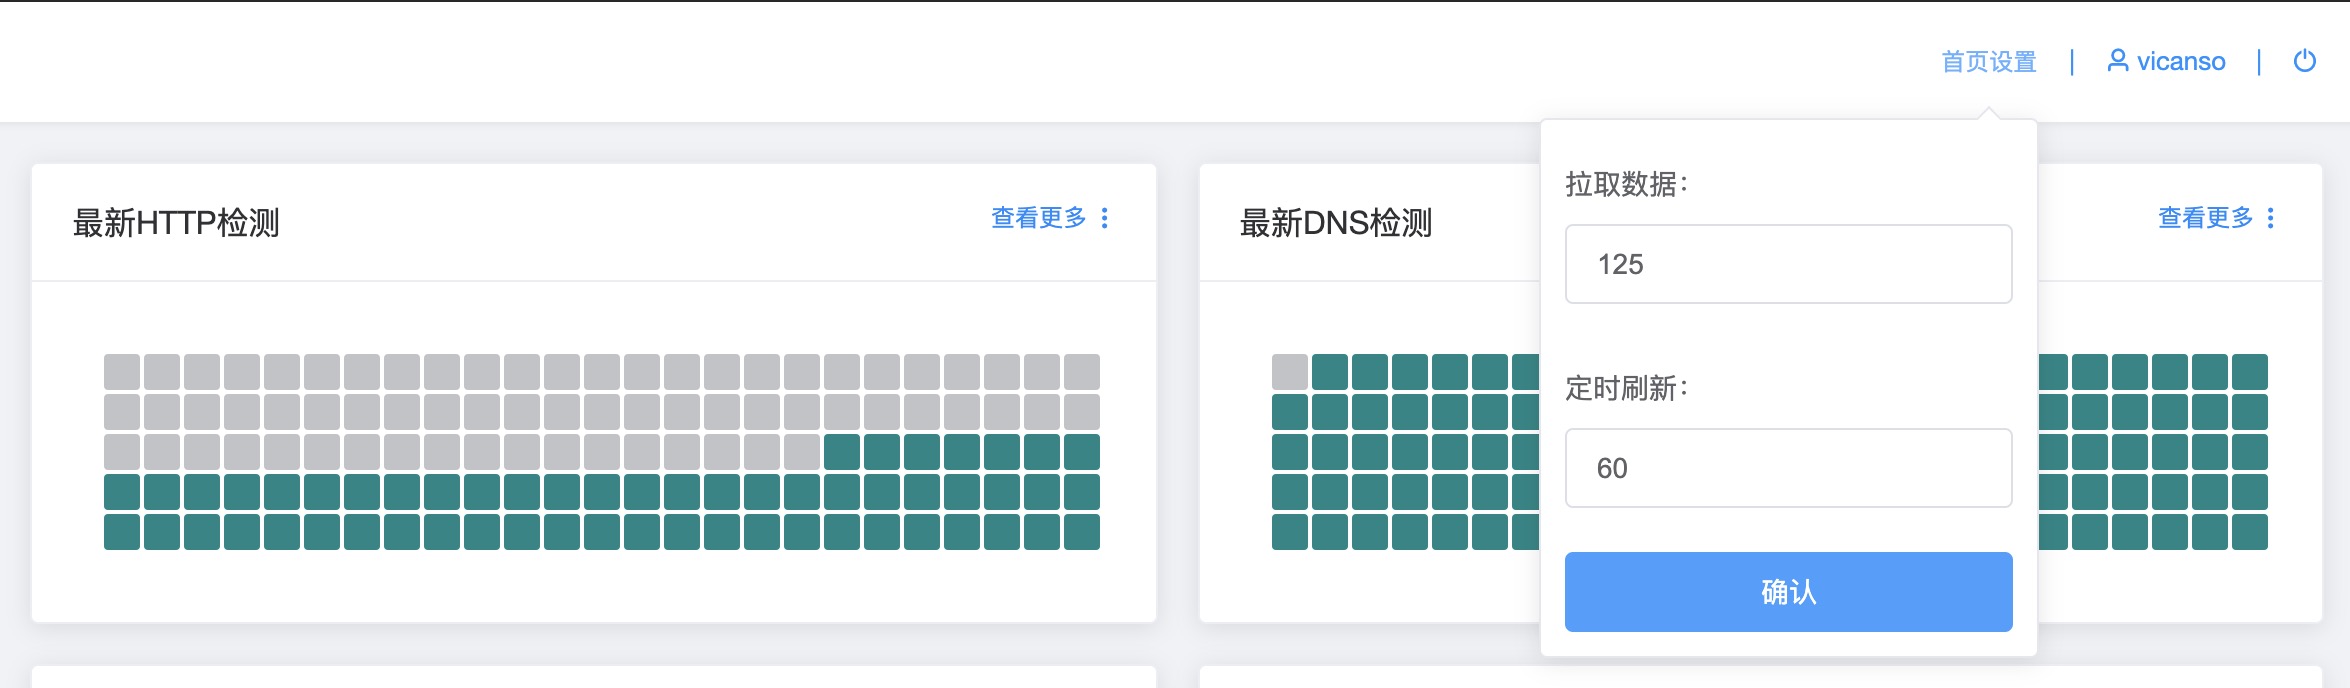 首页设置 | vicanso |
最新HTTP检测
查看更多
最新DNS检测
查看更多
拉取数据：
125
定时刷新：
60
确认